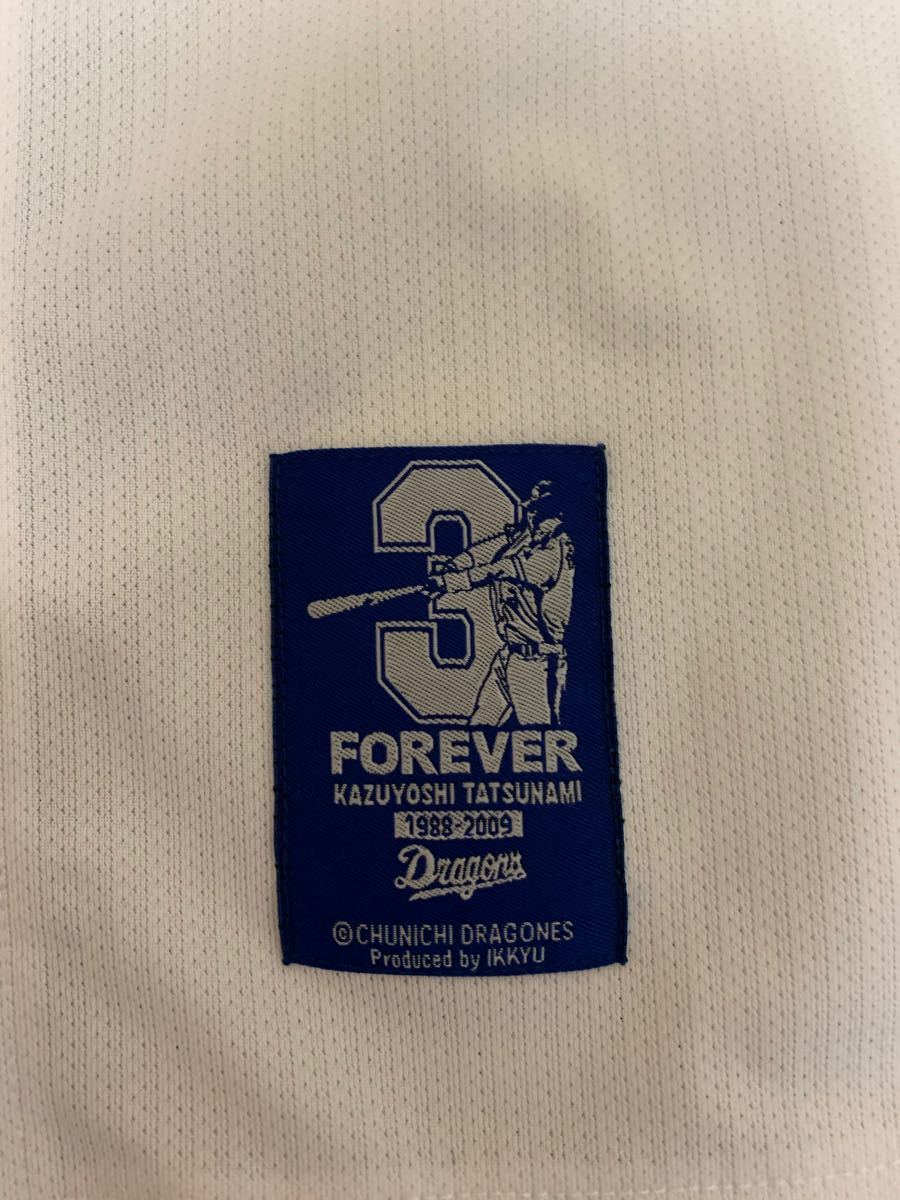 3
FOREVER
KAZUYOSHI TATSUNAMI
1988-2009
Dragons
©CHUNICHI DRAGONES
Produced by IKKYU